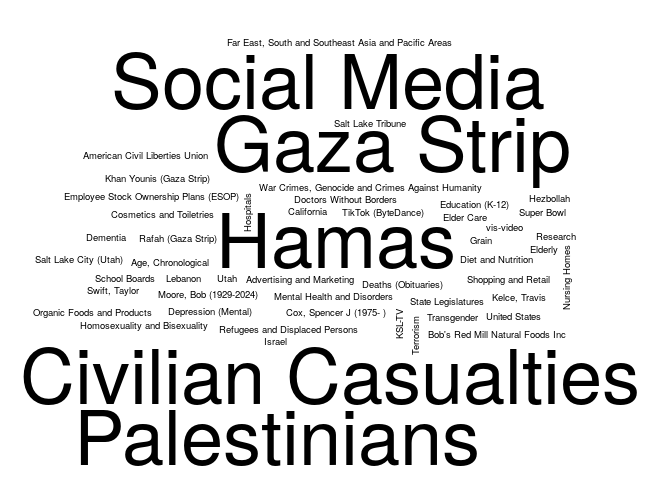 Far East, South and Southeast Asia and Pacific Areas
Social Media
Salt Lake Tribune
Gaza Strip
American Civil Liberties Union
Khan Younis (Gaza Strip)
War Crimes, Genocide and Crimes Against Humanity
Employee Stock Ownership Plans (ESOP)
Hospitals
Doctors Without Borders
Hezbollah
Education (K-12)
Cosmetics and Toiletries
California
TikTok (ByteDance)
Super Bowl
Elder Care
vis-video
Hamas
Dementia
Rafah (Gaza Strip)
Grain
Research
Elderly
Salt Lake City (Utah)
Age, Chronological
Diet and Nutrition
Nursing Homes
School Boards
Lebanon
Utah
Advertising and Marketing
Deaths (Obituaries)
Shopping and Retail
Swift, Taylor
Moore, Bob (1929-2024)
Mental Health and Disorders
State Legislatures
Kelce, Travis
Organic Foods and Products
Depression (Mental)
Cox, Spencer J (1975- )
KSL-TV
Terrorism
Transgender
United States
Homosexuality and Bisexuality
Refugees and Displaced Persons
Bob's Red Mill Natural Foods Inc
Israel
Civilian Casualties
Palestinians